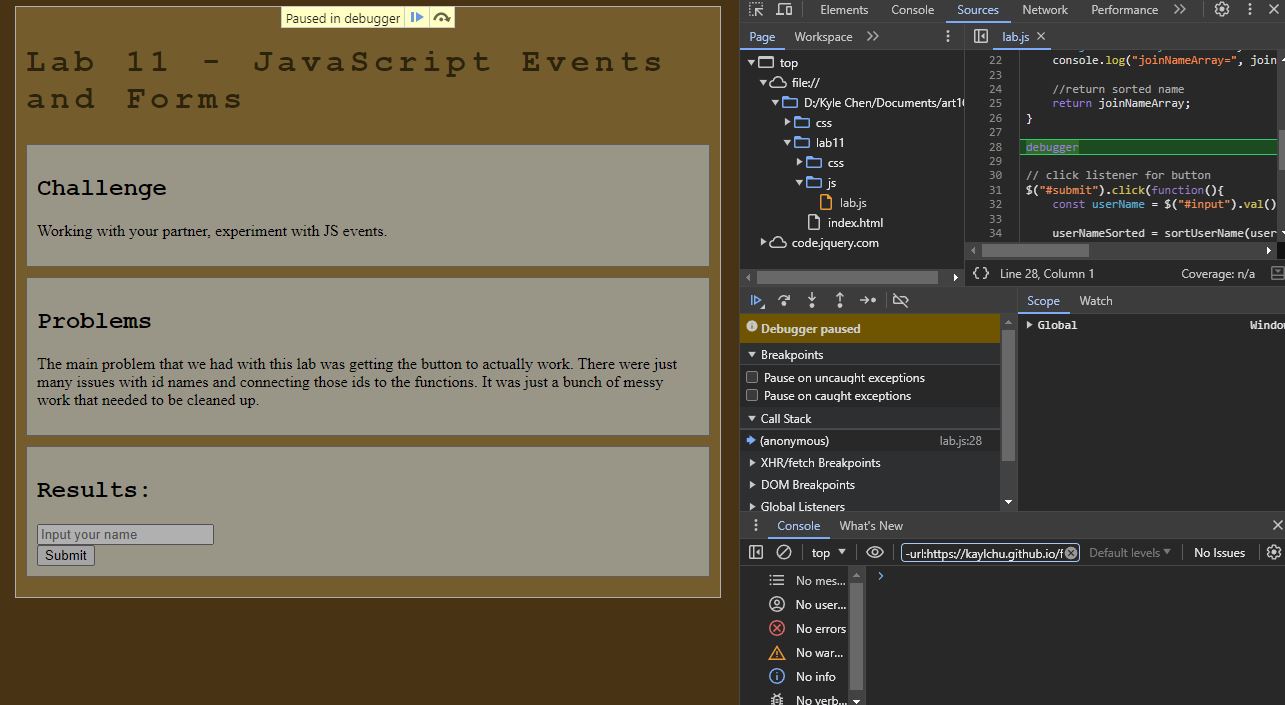 Paused in debugger
Lab 11 - JavaScript Events
and Forms
Challenge
Working with your partner, experiment with JS events.
Problems
The main problem that we had with this lab was getting the button to actually work. There were just
many issues with id names and connecting those ids to the functions. It was just a bunch of messy
work that needed to be cleaned up.
Results:
Input your name
Submit
Elements Console Sources Network Performance
Page Workspace
top
file://
D:/Kyle Chen/Documents/art10
css
lab11
css
js
lab.js
index.html
code.jquery.com
lab.js
22 console.log("joinNameArray=", join
23
24 //return sorted name
25 return joinNameArray;
26 }
27
28 debugger
29
30 // click listener for button
31 $("#submit").click(function(){
32 const userName = $("#input").val()
33
34 userNameSorted = sortUserName(user
{} Line 28, Column 1 Coverage: n/a
Debugger paused
Breakpoints
Pause on uncaught exceptions
Pause on caught exceptions
Call Stack
(anonymous) lab.js:28
XHR/fetch Breakpoints
DOM Breakpoints
Global Listeners
Scope Watch
Global Windo
Console What's New
top -url:https://kaylchu.github.io/f Default levels No Issues
No mes...
No user...
No errors
No war...
No info
No verb...